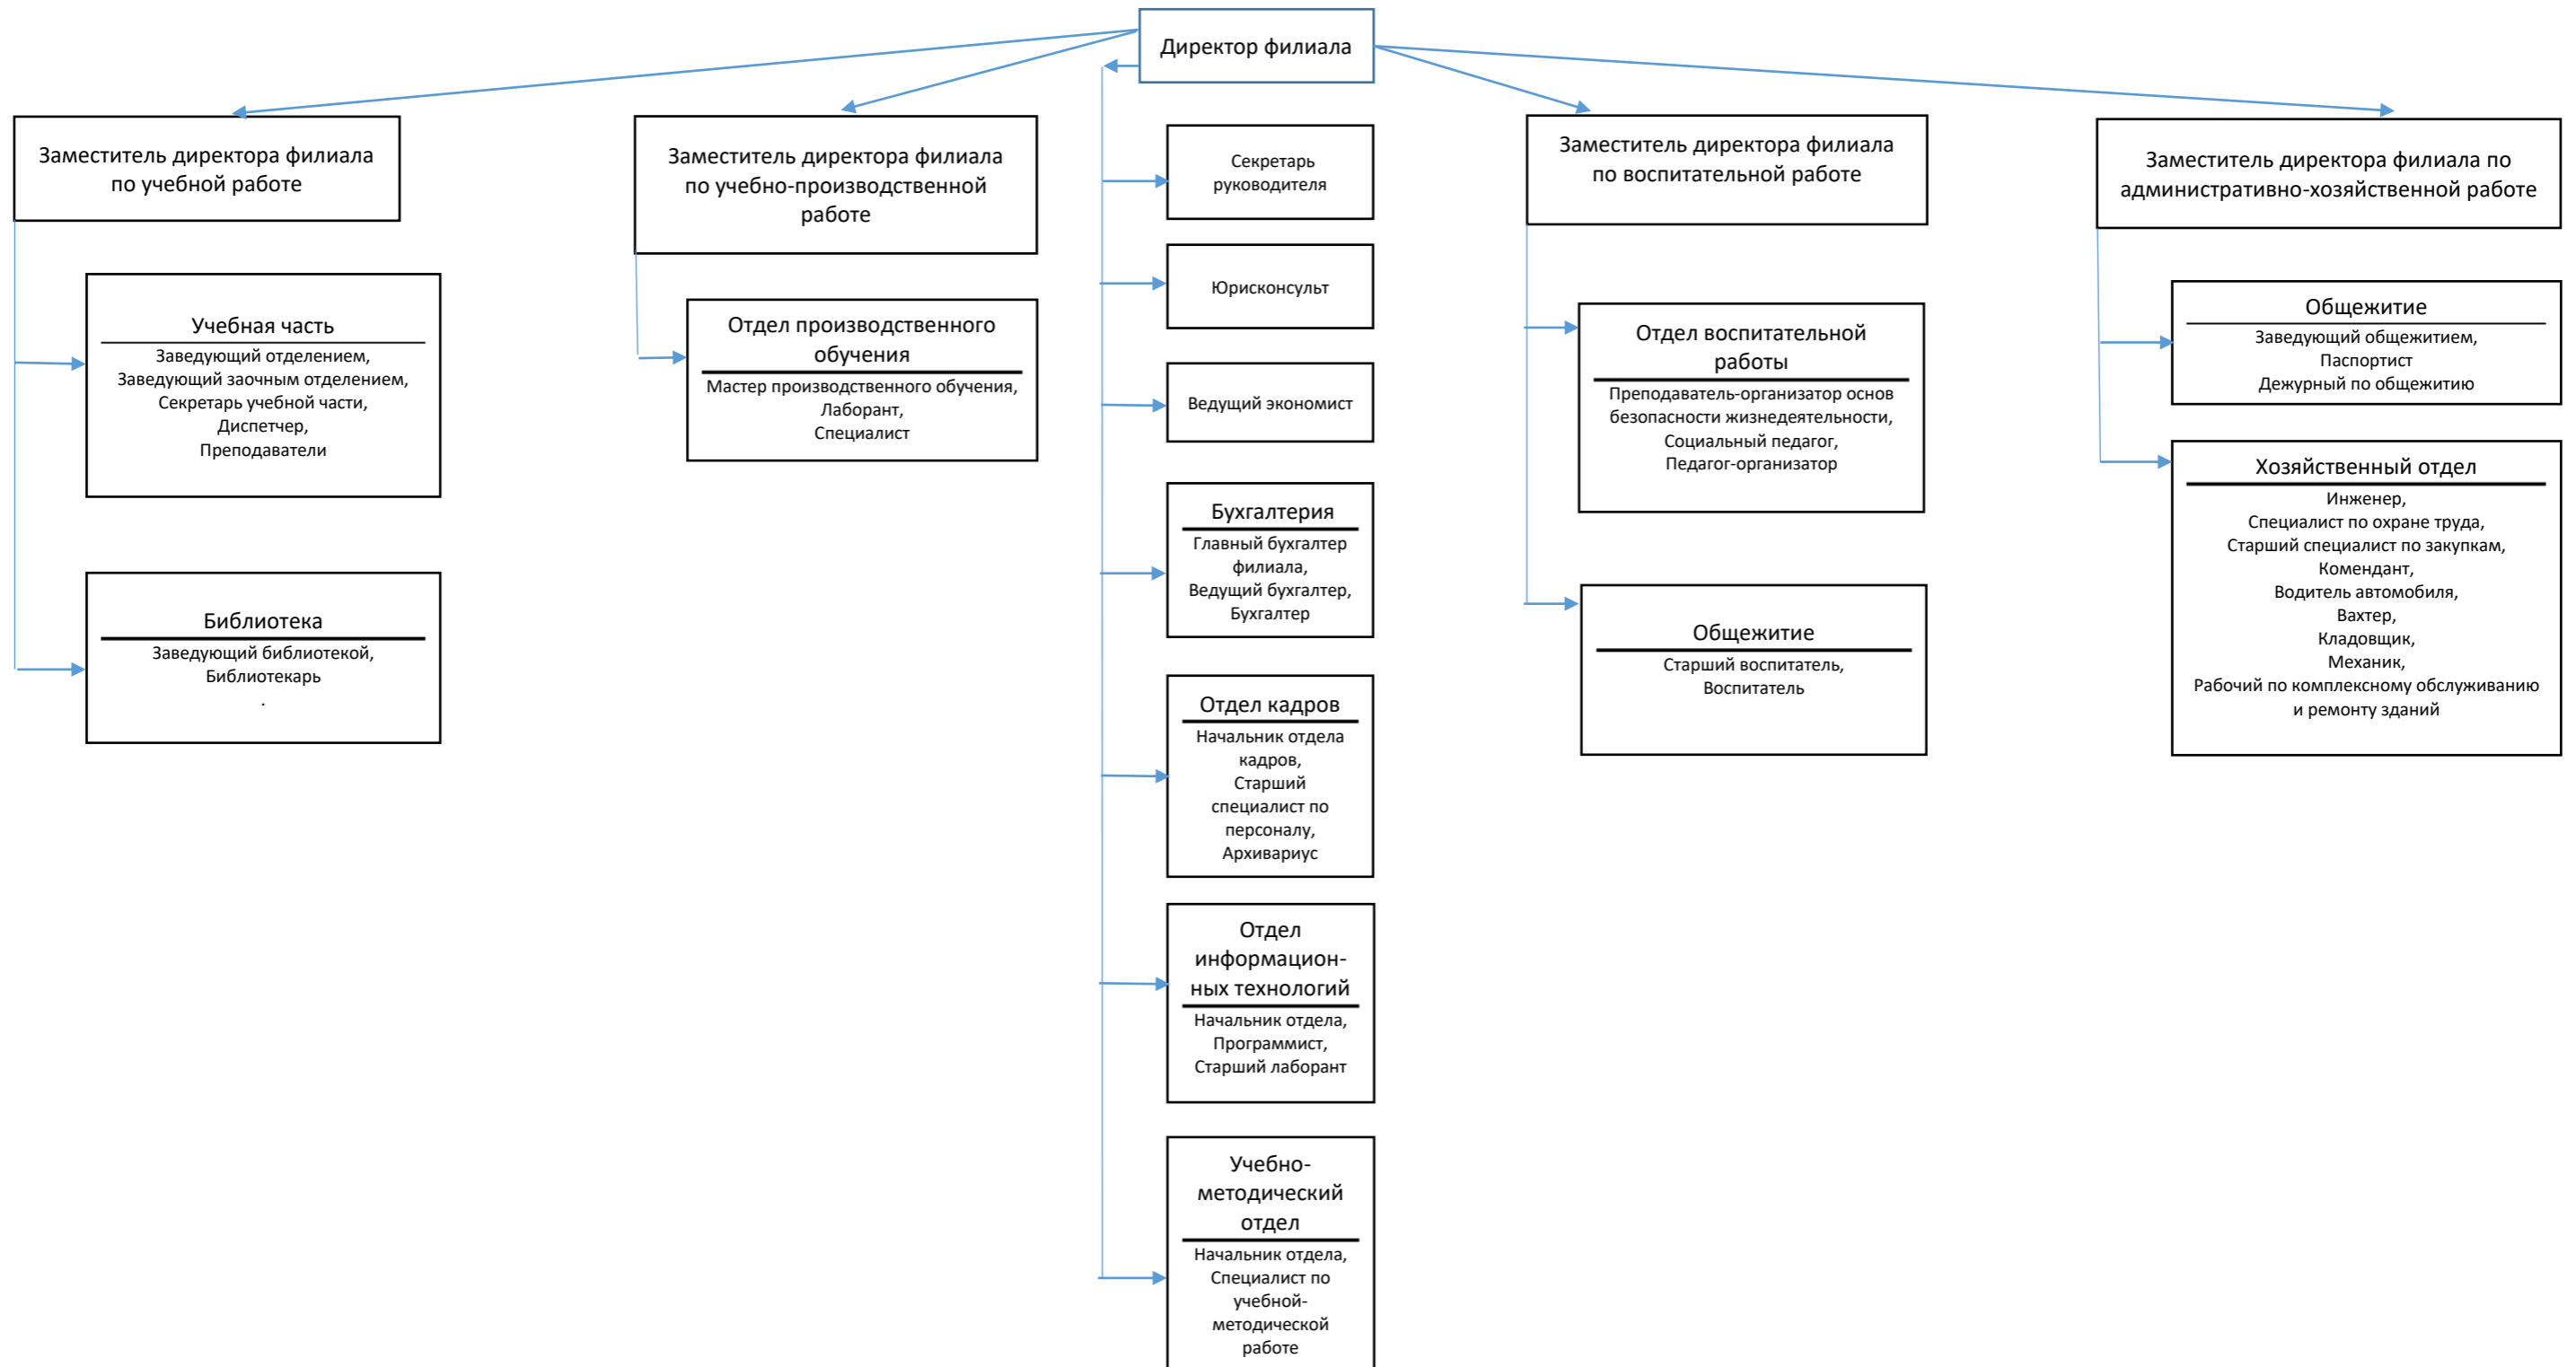 Директор филиала
Заместитель директора филиала
по учебной работе
Учебная часть
Заведующий отделением,
Заведующий заочным отделением,
Секретарь учебной части,
Диспетчер,
Преподаватели
Библиотека
Заведующий библиотекой,
Библиотекарь
.
Заместитель директора филиала
по учебно-производственной
работе
Отдел производственного
обучения
Мастер производственного обучения,
Лаборант,
Специалист
Секретарь
руководителя
Юрисконсульт
Ведущий экономист
Бухгалтерия
Главный бухгалтер
филиала,
Ведущий бухгалтер,
Бухгалтер
Отдел кадров
Начальник отдела
кадров,
Старший
специалист по
персоналу,
Архивариус
Отдел
информацион-
ных технологий
Начальник отдела,
Программист,
Старший лаборант
Учебно-
методический
отдел
Начальник отдела,
Специалист по
учебной-
методической
работе
Заместитель директора филиала
по воспитательной работе
Отдел воспитательной
работы
Преподаватель-организатор основ
безопасности жизнедеятельности,
Социальный педагог,
Педагог-организатор
Общежитие
Старший воспитатель,
Воспитатель
Заместитель директора филиала по
административно-хозяйственной работе
Общежитие
Заведующий общежитием,
Паспортист
Дежурный по общежитию
Хозяйственный отдел
Инженер,
Специалист по охране труда,
Старший специалист по закупкам,
Комендант,
Водитель автомобиля,
Вахтер,
Кладовщик,
Механик,
Рабочий по комплексному обслуживанию
и ремонту зданий